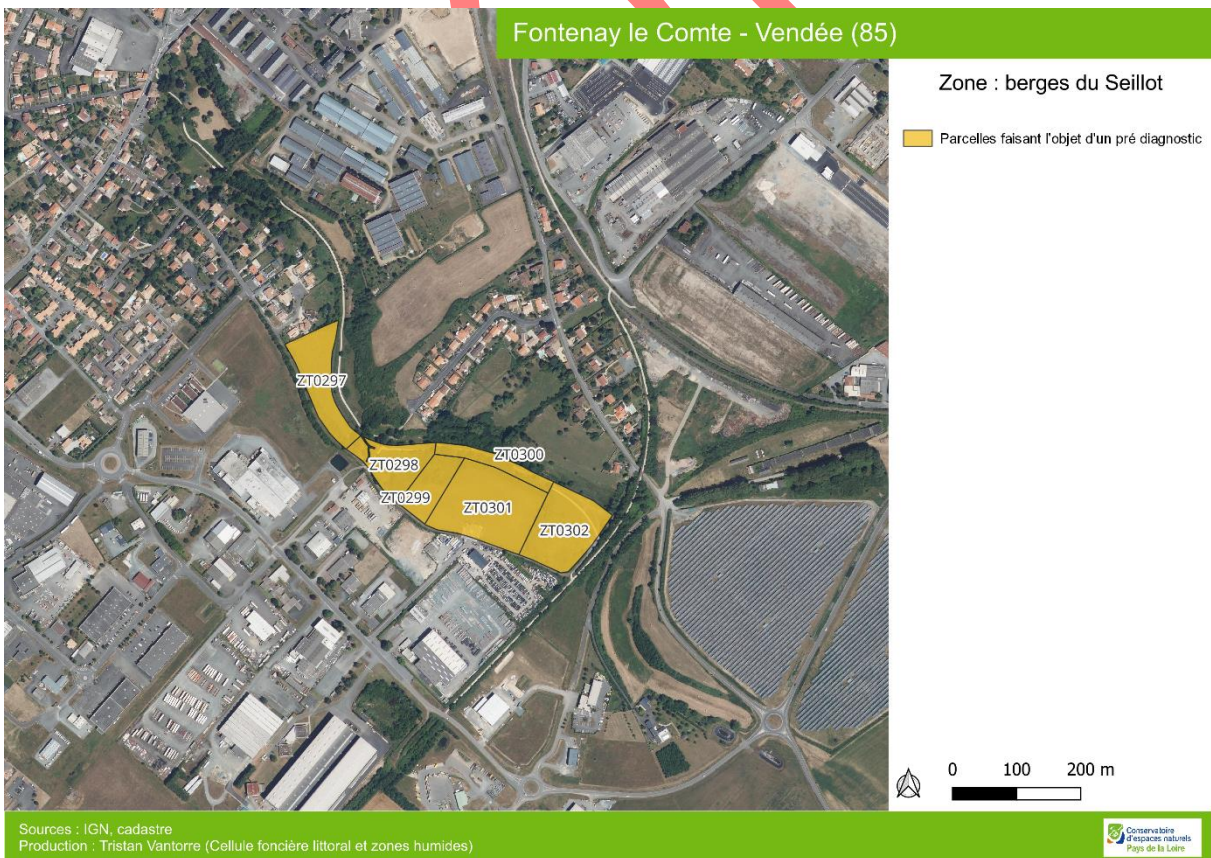 Fontenay le Comte - Vendée (85)
Zone : berges du Seillot
Parcelles faisant l'objet d'un pré diagnostic
ZT0297
ZT0298
ZT0300
ZT0299
ZT0301
ZT0302
0 100 200 m
Sources : IGN, cadastre
Production : Tristan Vantorre (Cellule foncière littoral et zones humides)
Conservatoire
d'espaces naturels
Pays de la Loire